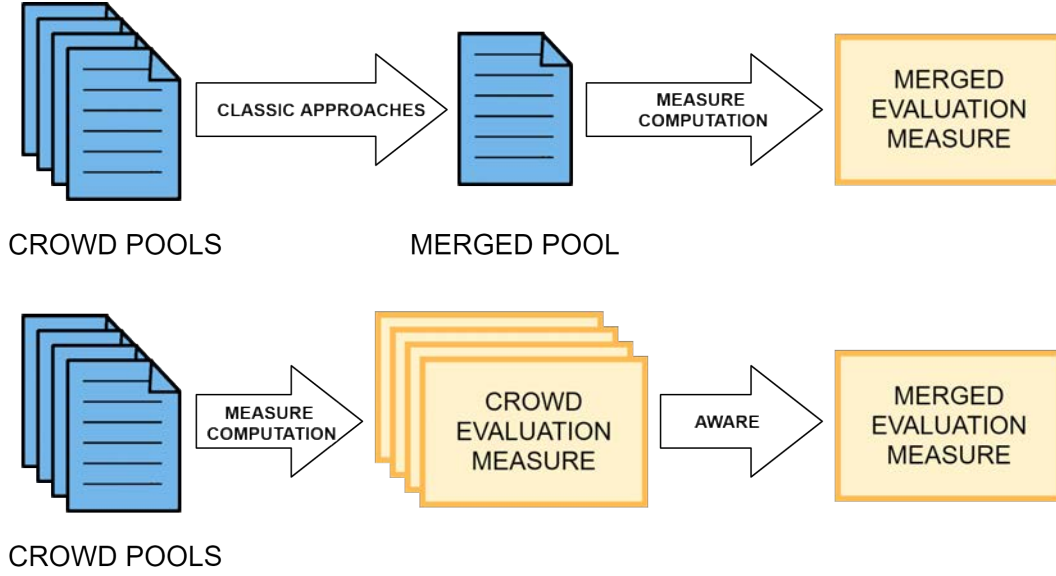 CLASSIC APPROACHES
MEASURE
COMPUTATION
MERGED
EVALUATION
MEASURE
CROWD POOLS
MERGED POOL
MEASURE
COMPUTATION
CROWD
EVALUATION
MEASURE
AWARE
MERGED
EVALUATION
MEASURE
CROWD POOLS